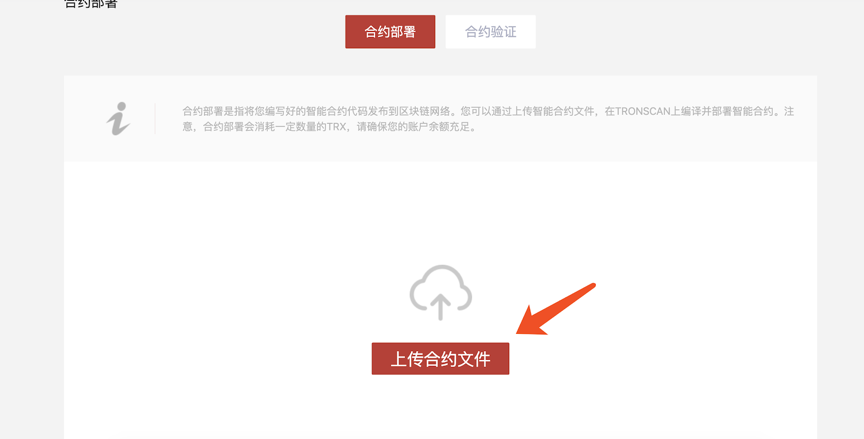 合约部署
合约部署 合约验证
合约部署是指将您编写好的智能合约代码发布到区块链网络。您可以通过上传智能合约文件，在TRONSCAN上编译并部署智能合约。注
意，合约部署会消耗一定数量的TRX，请确保您的账户余额充足。
上传合约文件